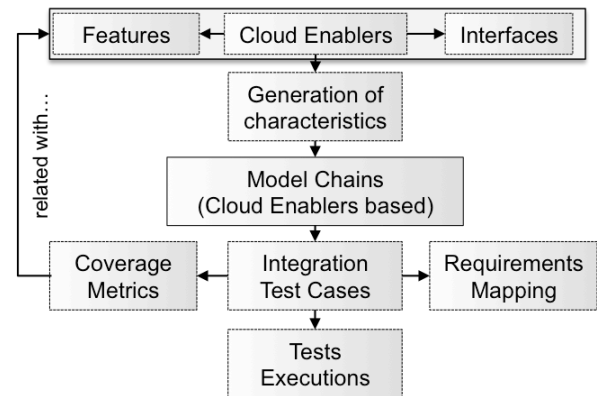 Features
Cloud Enablers
Interfaces
Generation of
characteristics
related with...
Model Chains
(Cloud Enablers based)
Coverage
Metrics
Integration
Test Cases
Requirements
Mapping
Tests
Executions